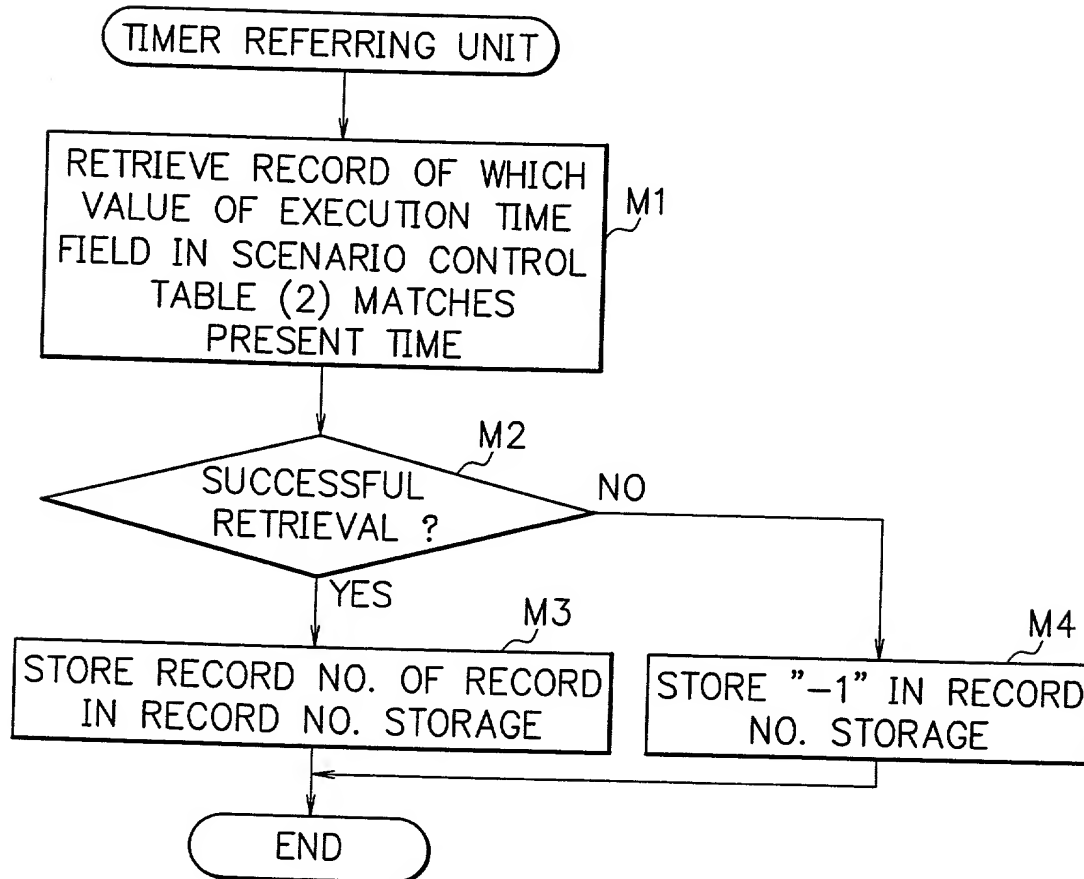 TIMER REFERRING UNIT
RETRIEVE RECORD OF WHICH
VALUE OF EXECUTION TIME
FIELD IN SCENARIO CONTROL
TABLE (2) MATCHES
PRESENT TIME
M1
M2
SUCCESSFUL
RETRIEVAL ?
NO
YES
M3
STORE RECORD NO. OF RECORD
IN RECORD NO. STORAGE
M4
STORE "-1" IN RECORD
NO. STORAGE
END